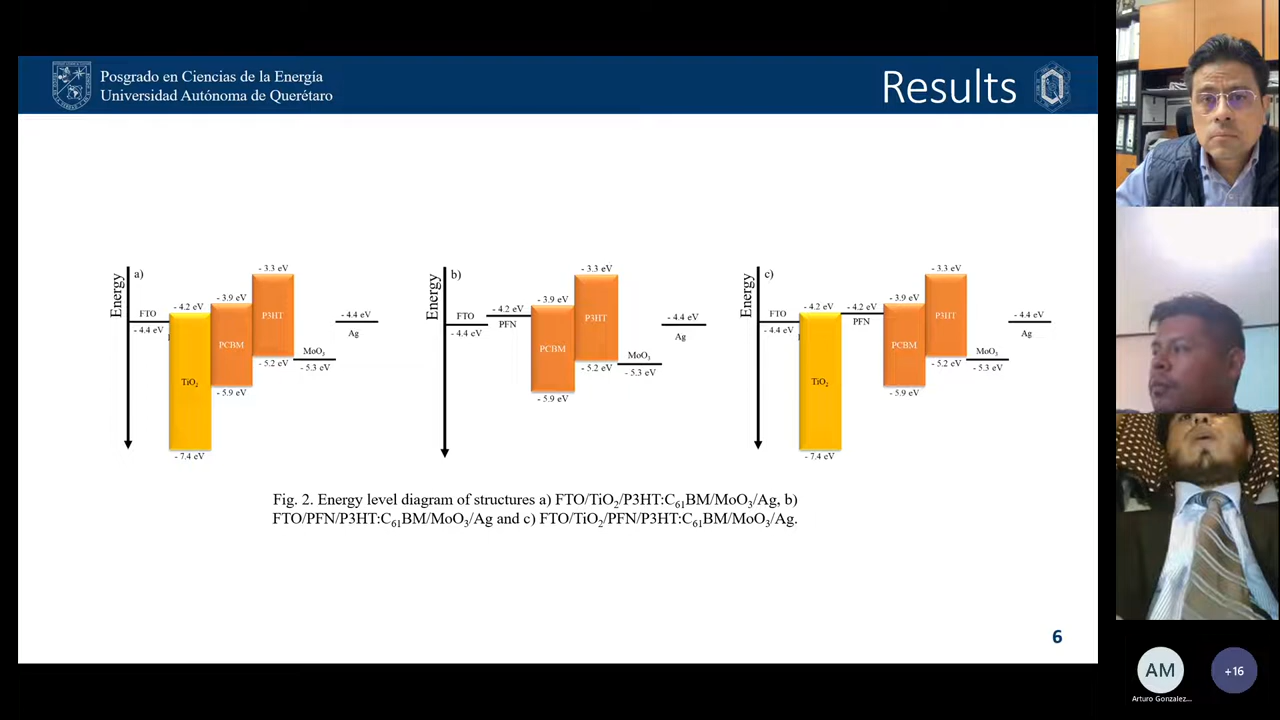 Posgrado en Ciencias de la Energía
Universidad Autónoma de Querétaro
Results
Energy
a)
FTO
- 4.4 eV
- 4.2 eV
TiO2
- 7.4 eV
- 3.9 eV
PCBM
- 5.9 eV
- 3.3 eV
P3HT
- 5.2 eV
MoO3
- 5.3 eV
- 4.4 eV
Ag
Energy
b)
FTO
- 4.4 eV
- 4.2 eV
PFN
- 3.9 eV
PCBM
- 5.9 eV
- 3.3 eV
P3HT
- 5.2 eV
MoO3
- 5.3 eV
- 4.4 eV
Ag
Energy
c)
FTO
- 4.4 eV
- 4.2 eV
TiO2
- 7.4 eV
- 4.2 eV
PFN
- 3.9 eV
PCBM
- 5.9 eV
- 3.3 eV
P3HT
- 5.2 eV
MoO3
- 5.3 eV
- 4.4 eV
Ag
Fig. 2. Energy level diagram of structures a) FTO/TiO2/P3HT:C61BM/MoO3/Ag, b)
FTO/PFN/P3HT:C61BM/MoO3/Ag and c) FTO/TiO2/PFN/P3HT:C61BM/MoO3/Ag.
6
AM
Arturo Gonzalez...
+16